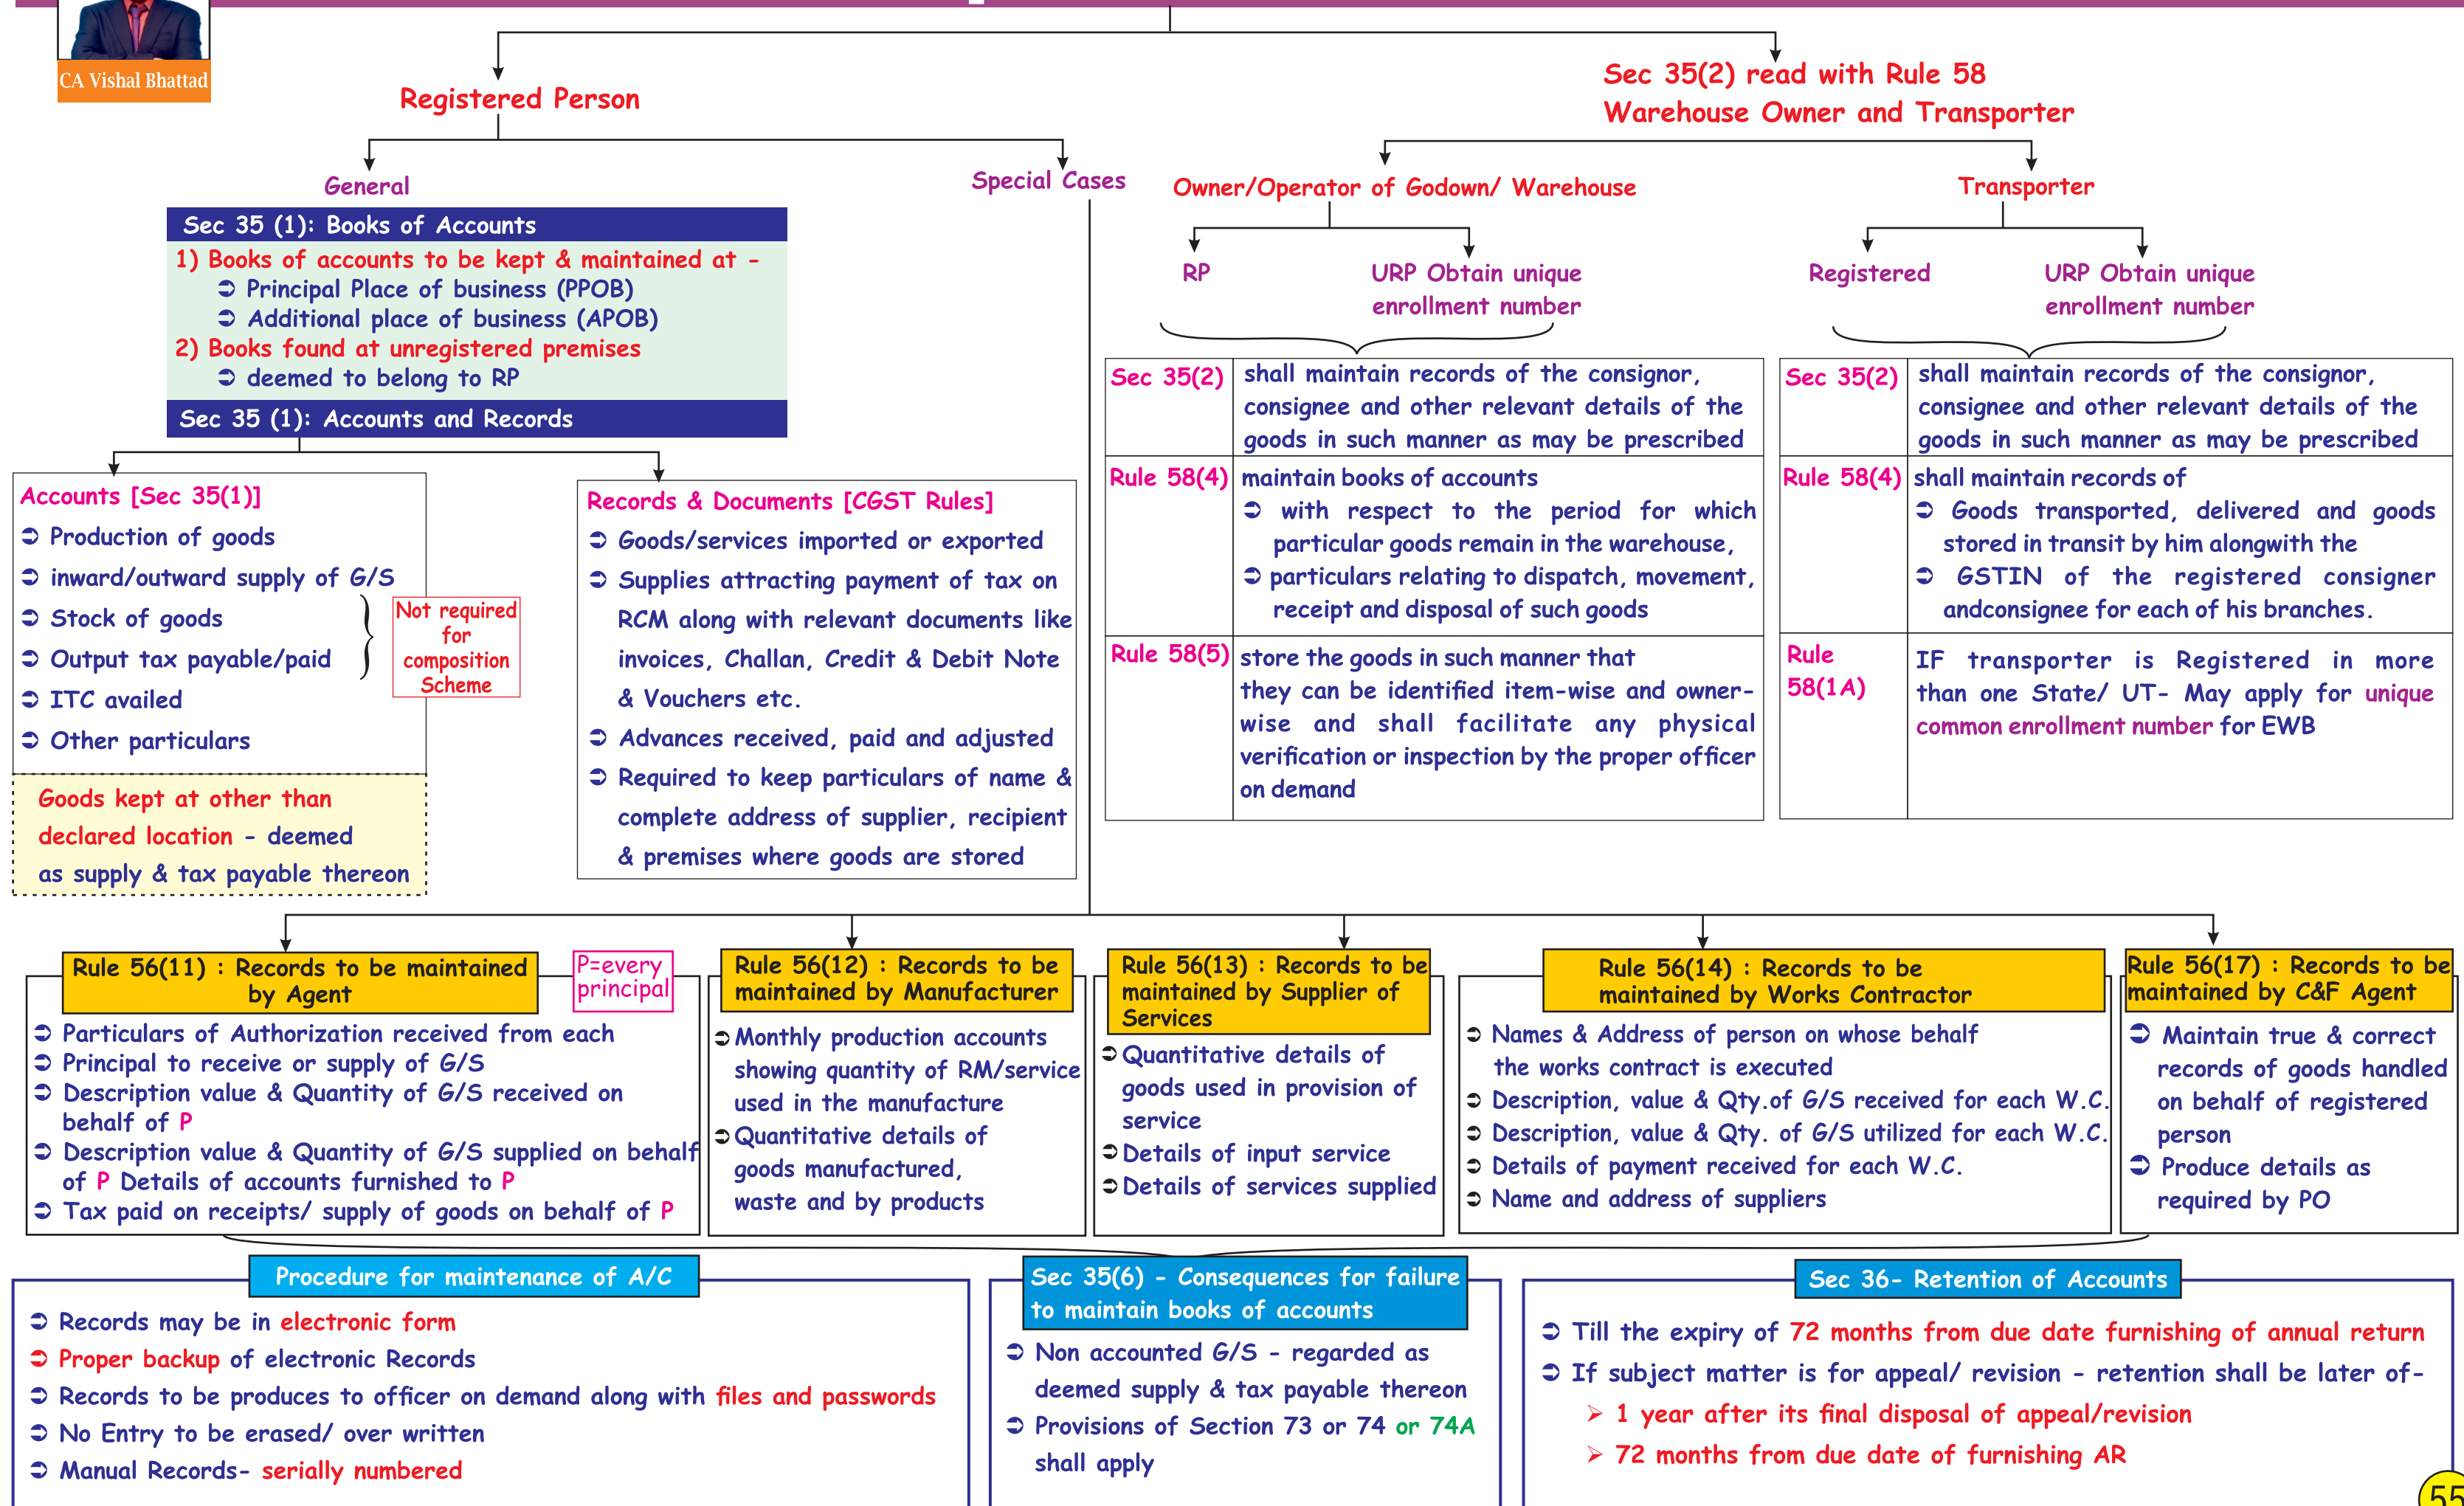 CA Vishal Bhattad
Registered Person
Sec 35(2) read with Rule 58
Warehouse Owner and Transporter
General
Special Cases
Owner/Operator of Godown/ Warehouse
Transporter
Sec 35 (1): Books of Accounts
1) Books of accounts to be kept & maintained at -
➲ Principal Place of business (PPOB)
➲ Additional place of business (APOB)
2) Books found at unregistered premises
➲ deemed to belong to RP
Sec 35 (1): Accounts and Records
RP
URP Obtain unique
enrollment number
Registered
URP Obtain unique
enrollment number
Accounts [Sec 35(1)]
➲ Production of goods
➲ inward/outward supply of G/S
➲ Stock of goods
➲ Output tax payable/paid
➲ ITC availed
➲ Other particulars
Not required
for
composition
Scheme
Goods kept at other than
declared location - deemed
as supply & tax payable thereon
Records & Documents [CGST Rules]
➲ Goods/services imported or exported
➲ Supplies attracting payment of tax on
RCM along with relevant documents like
invoices, Challan, Credit & Debit Note
& Vouchers etc.
➲ Advances received, paid and adjusted
➲ Required to keep particulars of name &
complete address of supplier, recipient
& premises where goods are stored
Sec 35(2)
shall maintain records of the consignor,
consignee and other relevant details of the
goods in such manner as may be prescribed
Rule 58(4)
maintain books of accounts
➲ with respect to the period for which
particular goods remain in the warehouse,
➲ particulars relating to dispatch, movement,
receipt and disposal of such goods
Rule 58(5)
store the goods in such manner that
they can be identified item-wise and owner-
wise and shall facilitate any physical
verification or inspection by the proper officer
on demand
Sec 35(2)
shall maintain records of the consignor,
consignee and other relevant details of the
goods in such manner as may be prescribed
Rule 58(4)
shall maintain records of
➲ Goods transported, delivered and goods
stored in transit by him alongwith the
➲ GSTIN of the registered consigner
andconsignee for each of his branches.
Rule
58(1A)
IF transporter is Registered in more
than one State/ UT- May apply for unique
common enrollment number for EWB
Rule 56(11) : Records to be maintained
by Agent
P=every
principal
➲ Particulars of Authorization received from each
➲ Principal to receive or supply of G/S
➲ Description value & Quantity of G/S received on
behalf of P
➲ Description value & Quantity of G/S supplied on behalf
of P Details of accounts furnished to P
➲ Tax paid on receipts/ supply of goods on behalf of P
Rule 56(12) : Records to be
maintained by Manufacturer
➲ Monthly production accounts
showing quantity of RM/service
used in the manufacture
➲ Quantitative details of
goods manufactured,
waste and by products
Rule 56(13) : Records to be
maintained by Supplier of
Services
➲ Quantitative details of
goods used in provision of
service
➲ Details of input service
➲ Details of services supplied
Rule 56(14) : Records to be
maintained by Works Contractor
➲ Names & Address of person on whose behalf
the works contract is executed
➲ Description, value & Qty.of G/S received for each W.C.
➲ Description, value & Qty. of G/S utilized for each W.C.
➲ Details of payment received for each W.C.
➲ Name and address of suppliers
Rule 56(17) : Records to be
maintained by C&F Agent
➲ Maintain true & correct
records of goods handled
on behalf of registered
person
➲ Produce details as
required by PO
Procedure for maintenance of A/C
➲ Records may be in electronic form
➲ Proper backup of electronic Records
➲ Records to be produces to officer on demand along with files and passwords
➲ No Entry to be erased/ over written
➲ Manual Records- serially numbered
Sec 35(6) - Consequences for failure
to maintain books of accounts
➲ Non accounted G/S - regarded as
deemed supply & tax payable thereon
➲ Provisions of Section 73 or 74 or 74A
shall apply
Sec 36- Retention of Accounts
➲ Till the expiry of 72 months from due date furnishing of annual return
➲ If subject matter is for appeal/ revision - retention shall be later of-
➢ 1 year after its final disposal of appeal/revision
➢ 72 months from due date of furnishing AR
55